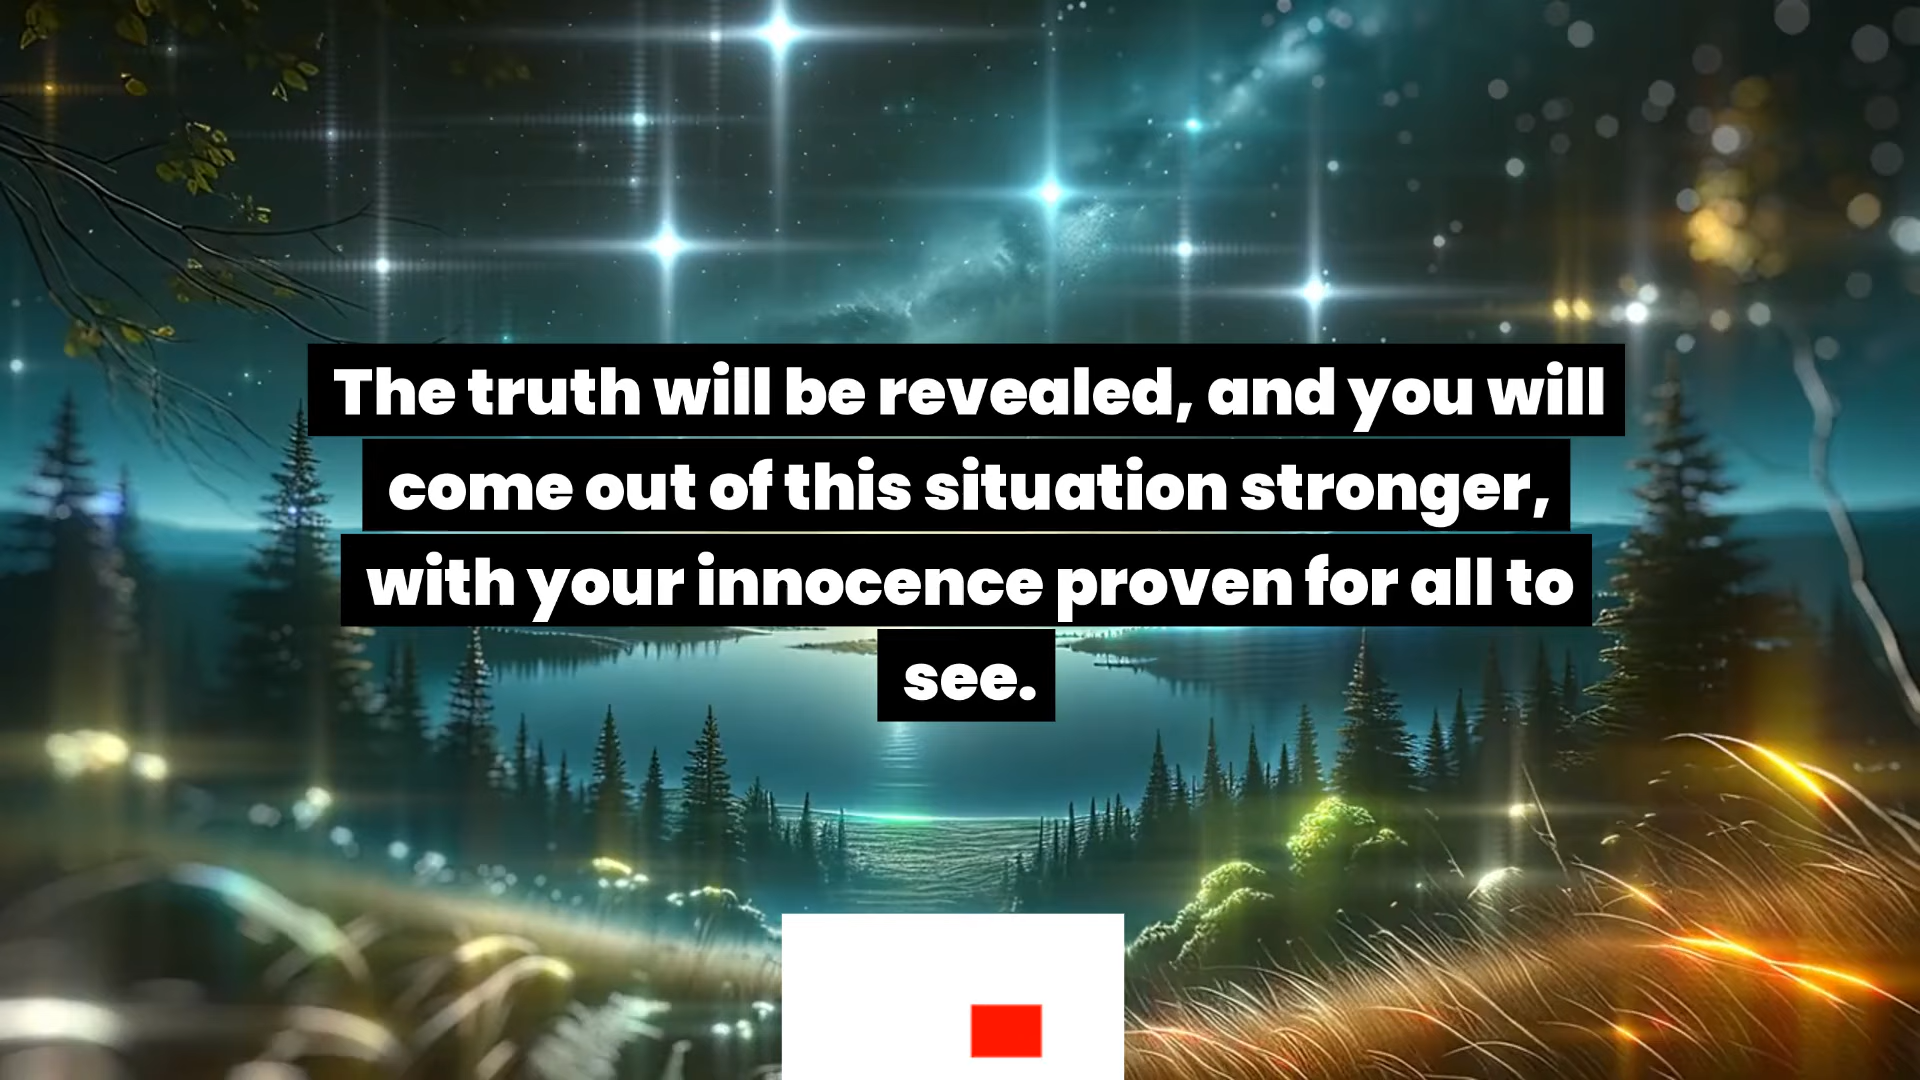 The truth will be revealed, and you will
come out of this situation stronger,
with your innocence proven for all to
see.